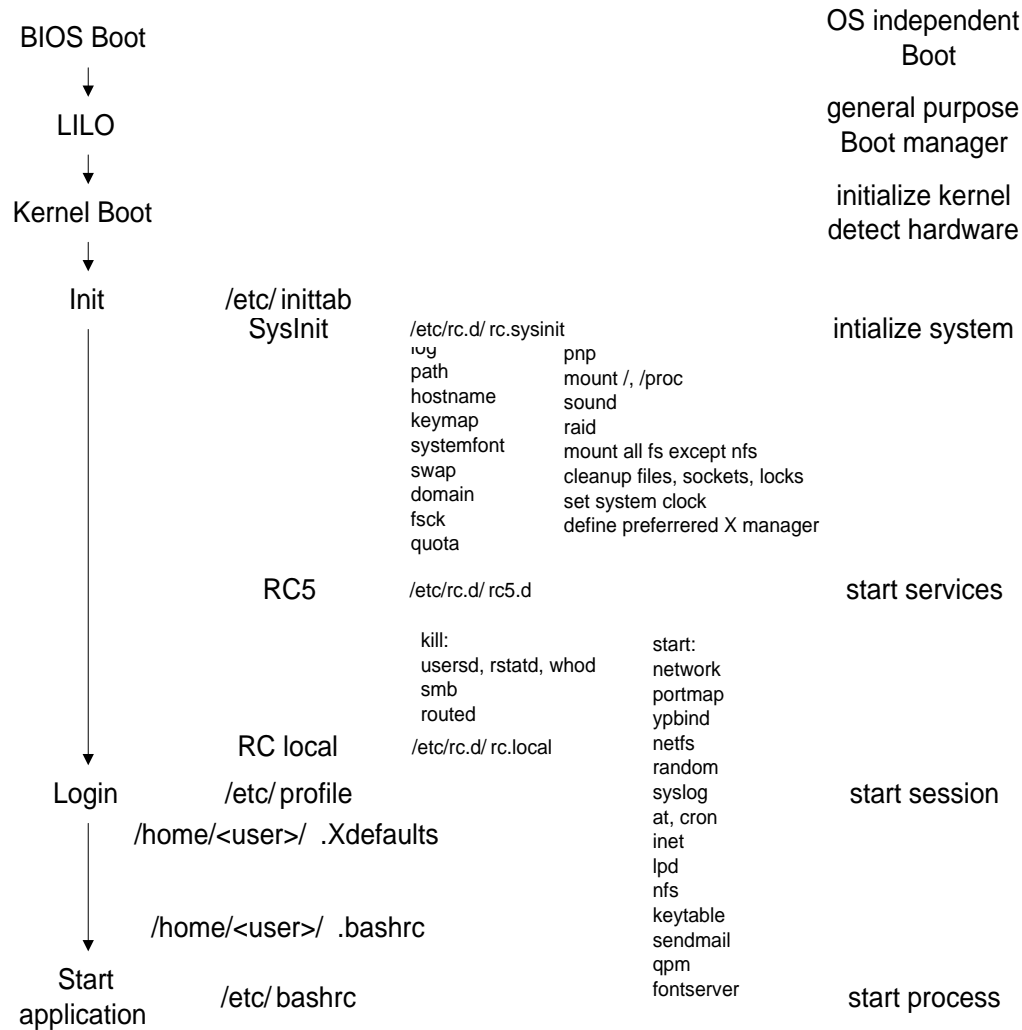 BIOS Boot
OS independent
Boot
LILO
general purpose
Boot manager
Kernel Boot
initialize kernel
detect hardware
Init
/etc/ inittab
SysInit
/etc/rc.d/ rc.sysinit
intialize system
log
path
hostname
keymap
systemfont
swap
domain
fsck
quota
pnp
mount /, /proc
sound
raid
mount all fs except nfs
cleanup files, sockets, locks
set system clock
define preferrered X manager
RC5
/etc/rc.d/ rc5.d
start services
kill:
usersd, rstatd, whod
smb
routed
start:
network
portmap
ypbind
netfs
random
syslog
at, cron
inet
lpd
nfs
keytable
sendmail
qpm
fontserver
RC local
/etc/rc.d/ rc.local
Login
/etc/ profile
start session
/home/<user>/ .Xdefaults
/home/<user>/ .bashrc
Start
application
/etc/ bashrc
start process